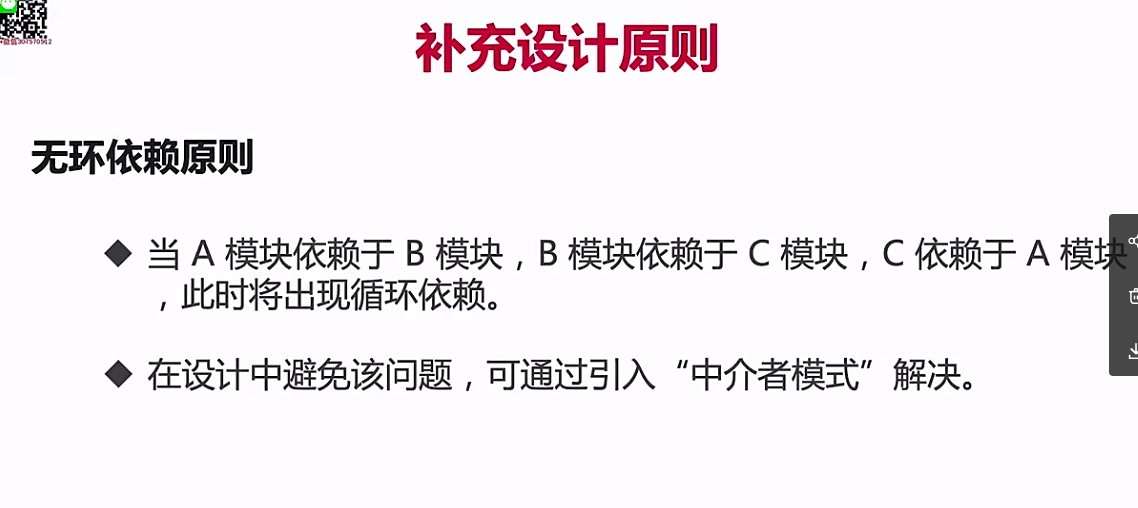 补充设计原则
无环依赖原则
当 A 模块依赖于 B 模块，B 模块依赖于 C 模块，C 依赖于 A 模块
，此时将出现循环依赖。
在设计中避免该问题，可通过引入“中介者模式”解决。